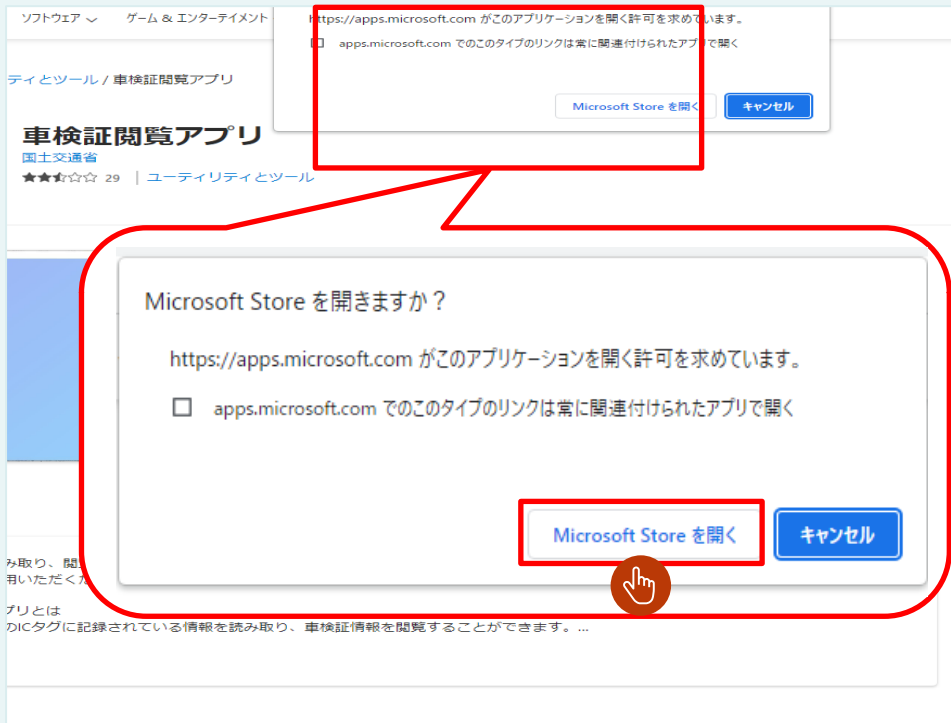 ソフトウェア
ゲーム & エンターテイメント
https://apps.microsoft.com がこのアプリケーションを開く許可を求めています。
apps.microsoft.com でのこのタイプのリンクは常に関連付けられたアプリで開く
Microsoft Store を開く
キャンセル
ティとツール / 車検証閲覧アプリ
車検証閲覧アプリ
国土交通省
29 | ユーティリティとツール
Microsoft Store を開きますか？
https://apps.microsoft.com がこのアプリケーションを開く許可を求めています。
apps.microsoft.com でのこのタイプのリンクは常に関連付けられたアプリで開く
Microsoft Store を開く
キャンセル
み取り、閲
用いただくた
プリとは
のICタグに記録されている情報を読み取り、車検証情報を閲覧することができます。...